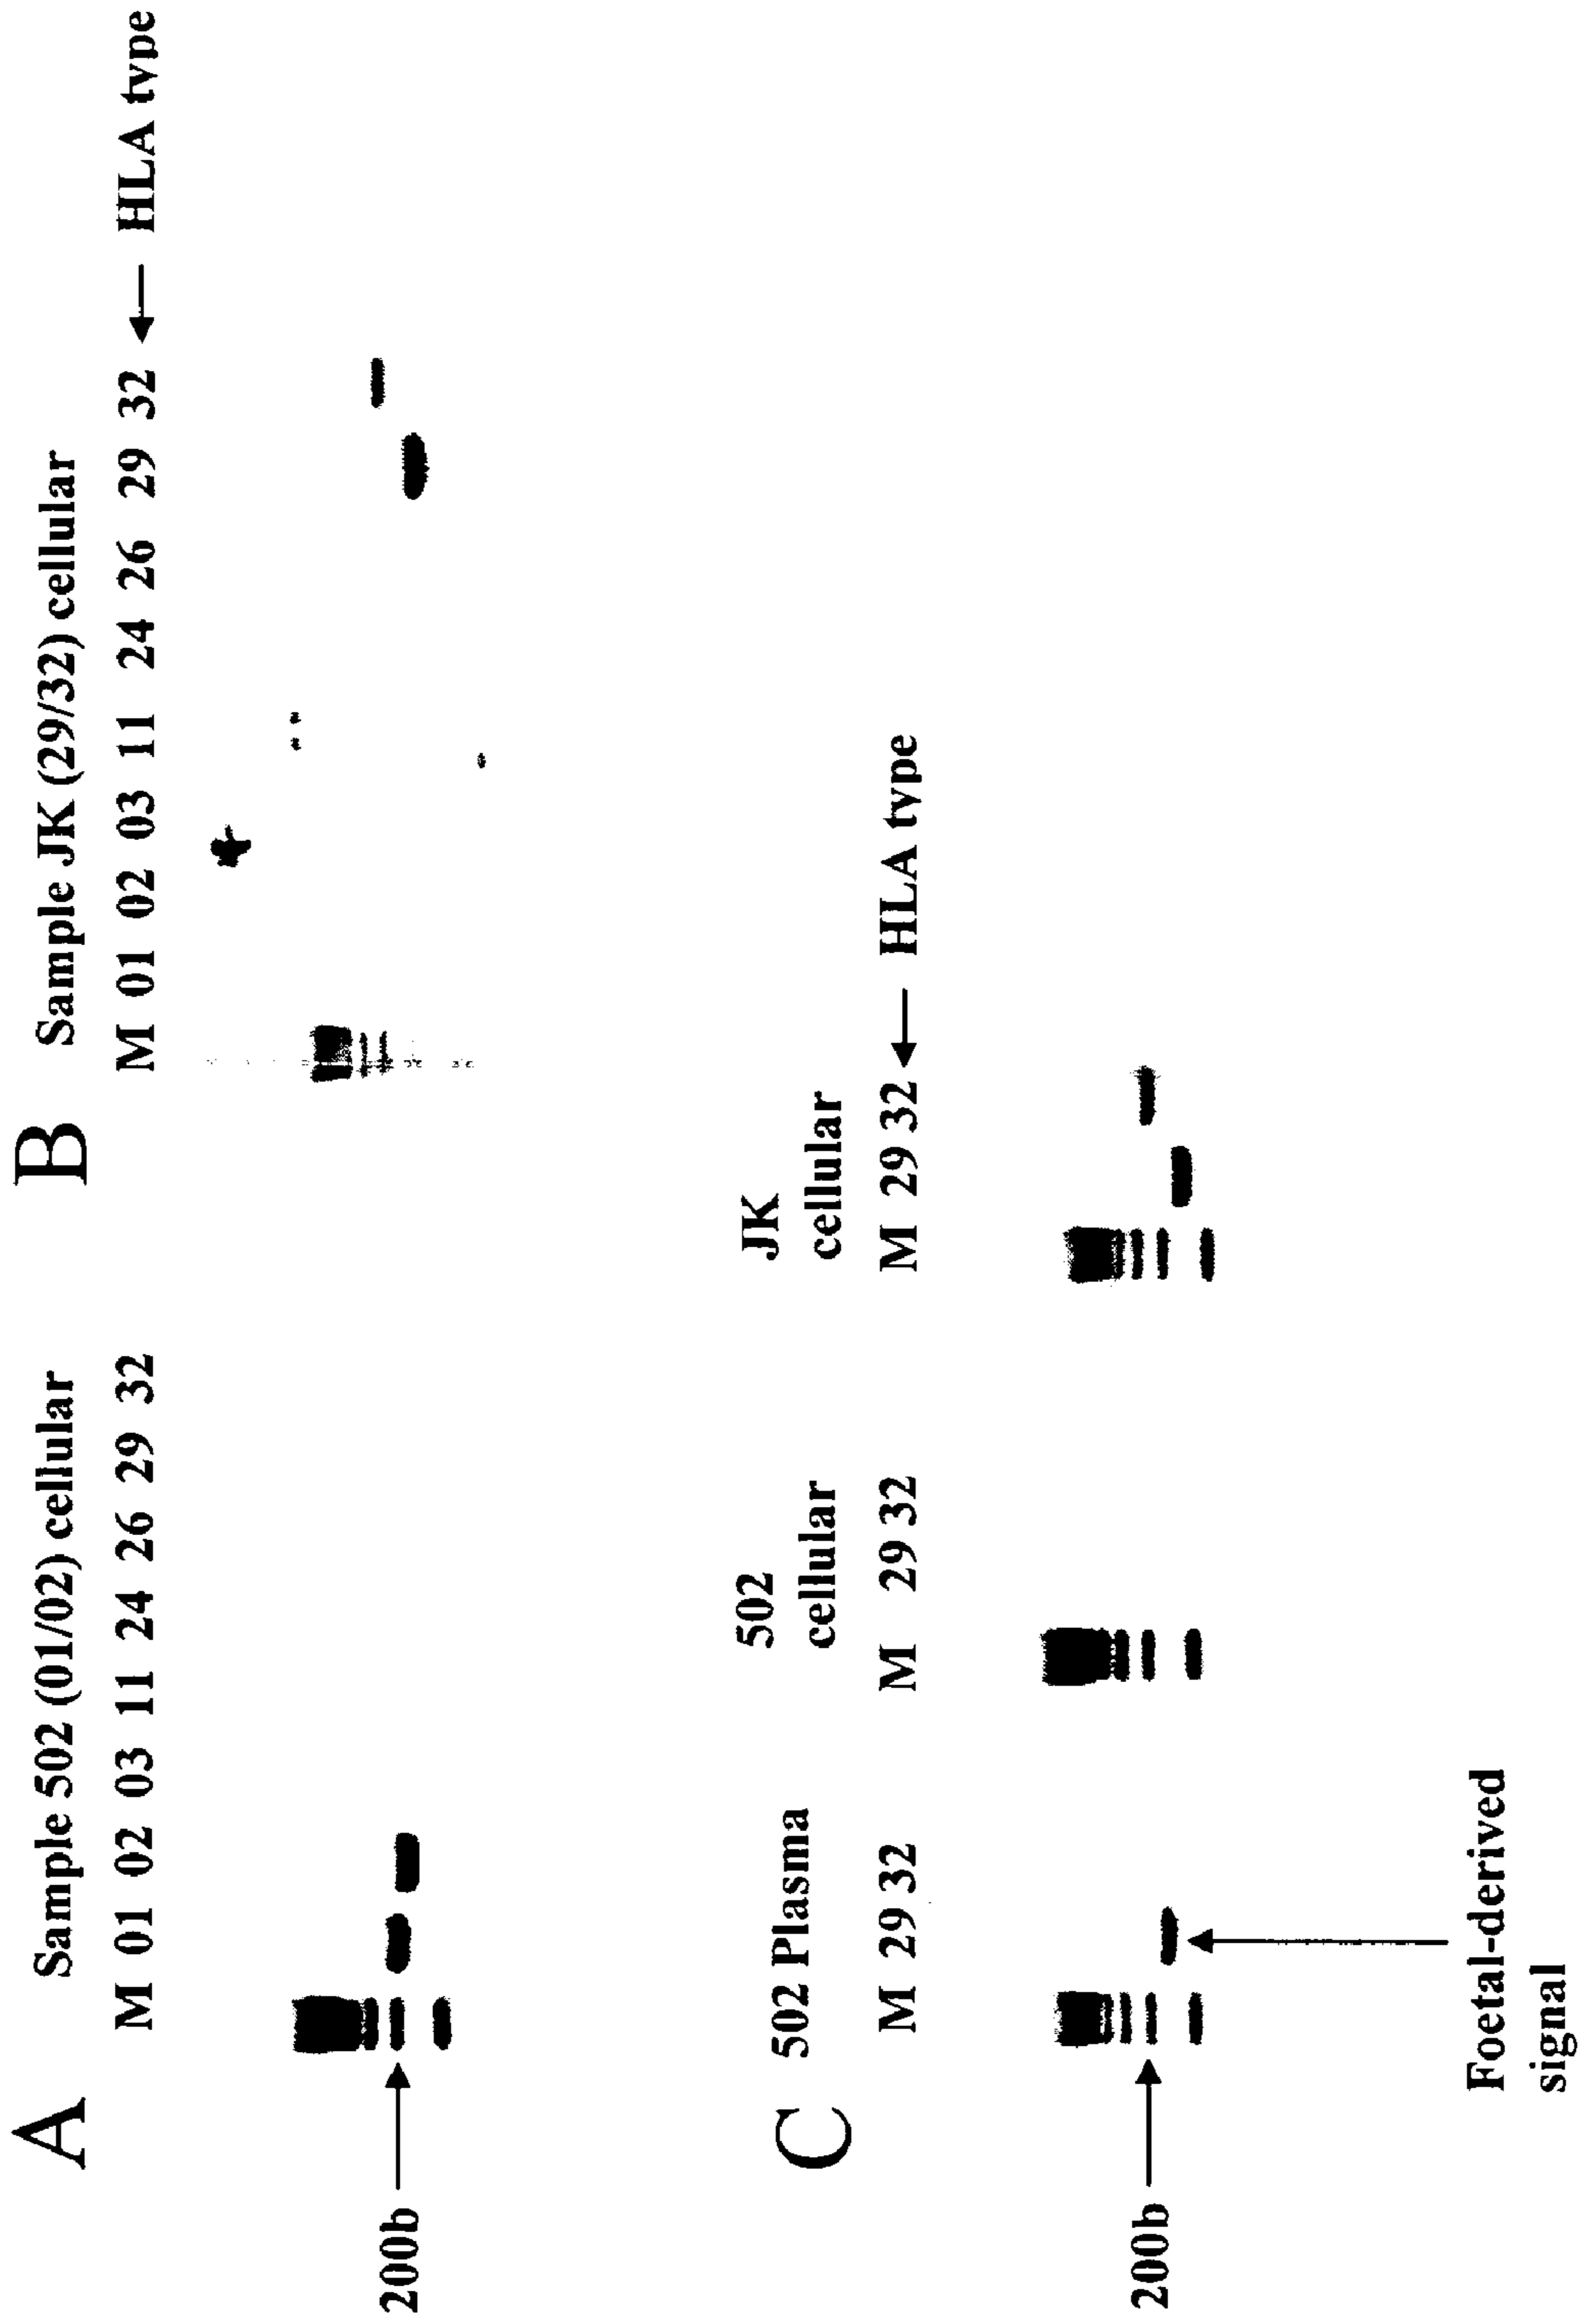 A
Sample 502 (01/02) cellular
M 01 02 03 11 24 26 29 32
200b
B
Sample JK (29/32) cellular
M 01 02 03 11 24 26 29 32
HLA type
C
502 Plasma
M 29 32
502
cellular
M 29 32
JK
cellular
M 29 32
HLA type
200b
Foetal-derived
signal